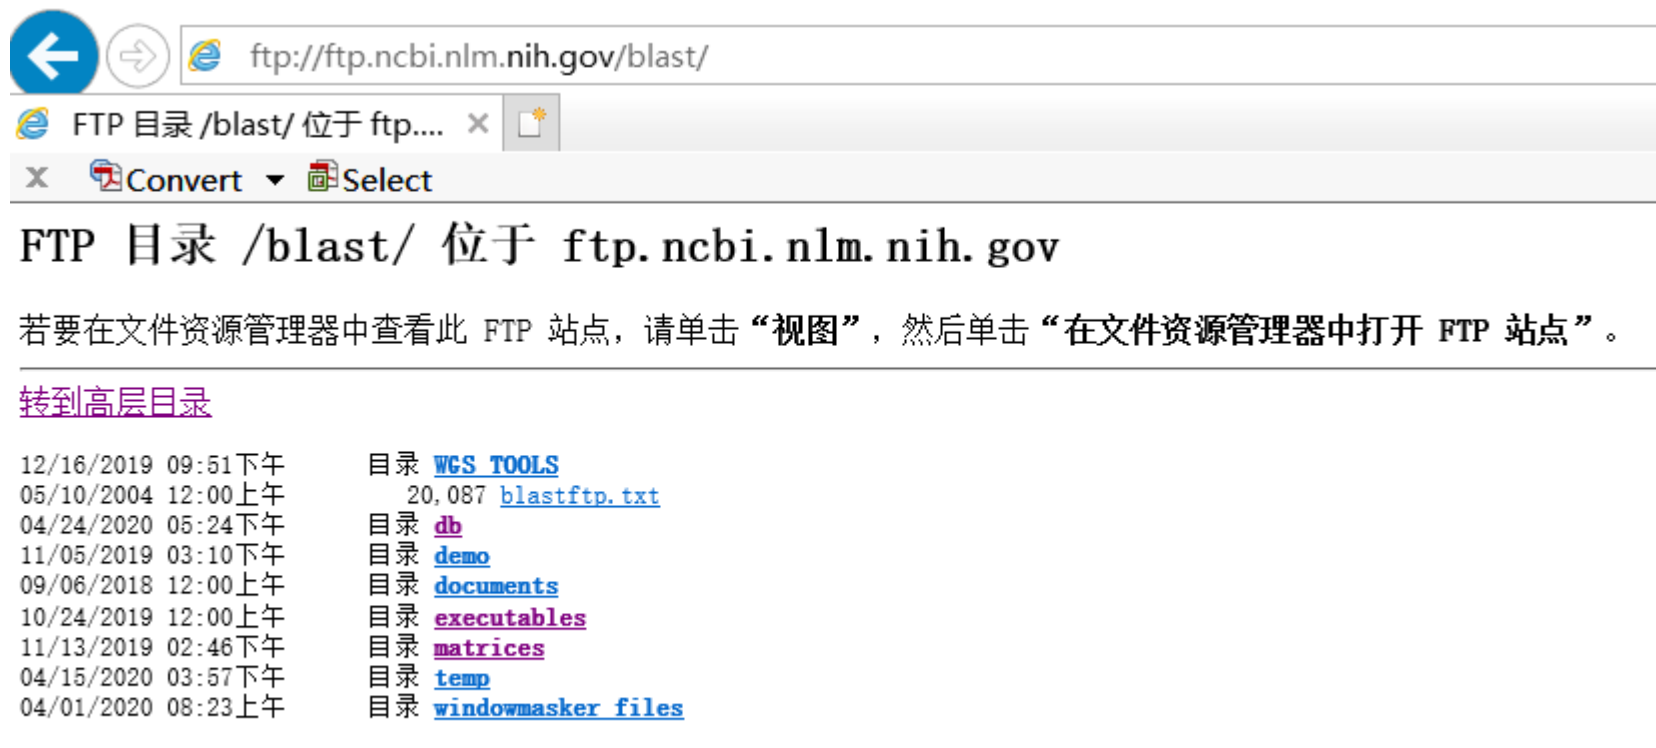 ftp://ftp.ncbi.nlm.nih.gov/blast/
FTP 目录 /blast/ 位于 ftp....
Convert Select
FTP 目录 /blast/ 位于 ftp.ncbi.nlm.nih.gov
若要在文件资源管理器中查看此 FTP 站点，请单击“视图”，然后单击“在文件资源管理器中打开 FTP 站点”。
转到高层目录
12/16/2019 09:51下午 目录 WGS_TOOLS
05/10/2004 12:00上午 20,087 blastftp.txt
04/24/2020 05:24下午 目录 db
11/05/2019 03:10下午 目录 demo
09/06/2018 12:00上午 目录 documents
10/24/2019 12:00上午 目录 executables
11/13/2019 02:46下午 目录 matrices
04/15/2020 03:57下午 目录 temp
04/01/2020 08:23上午 目录 windowmasker_files